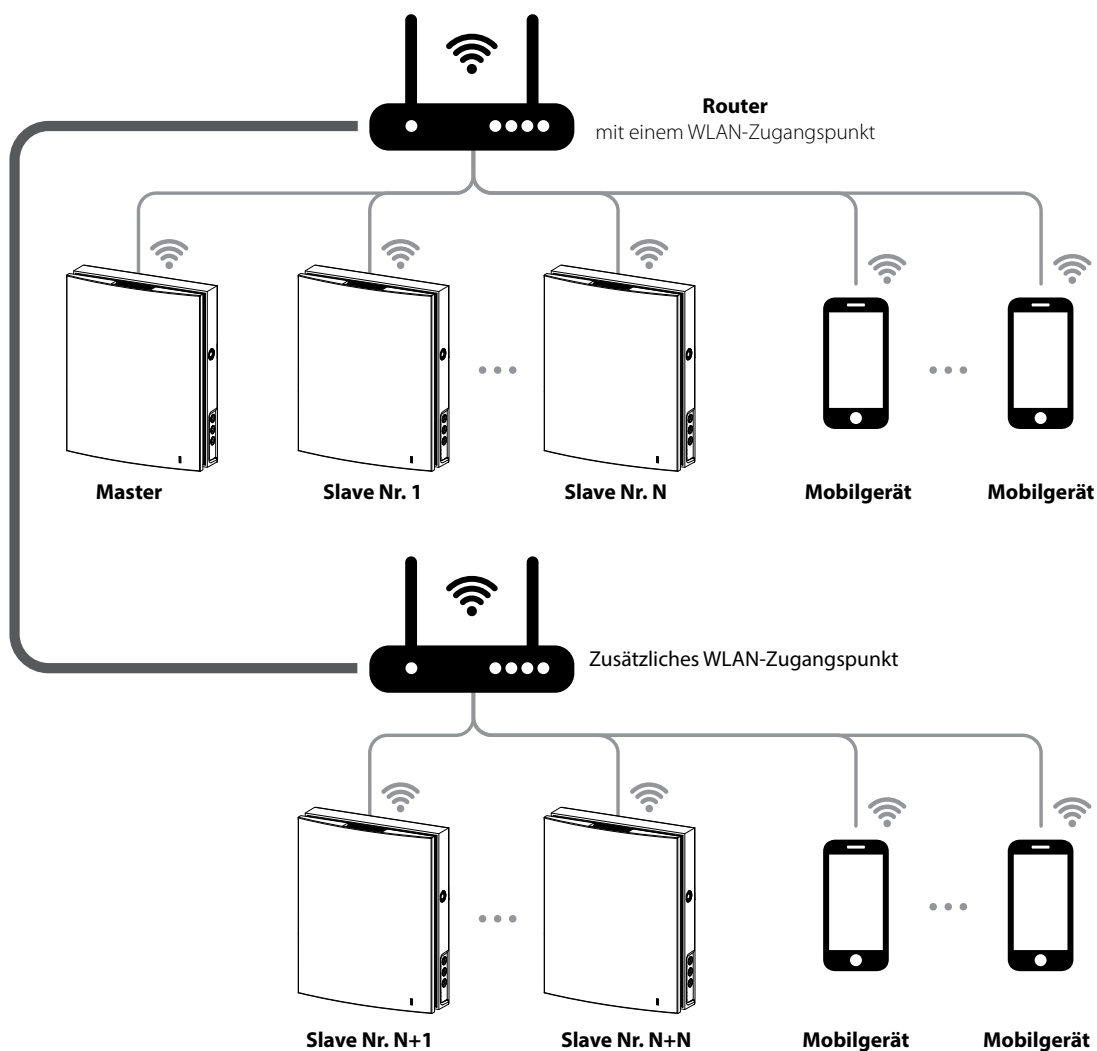 Router
mit einem WLAN-Zugangspunkt
Master
Slave Nr. 1
Slave Nr. N
Mobilgerät
Mobilgerät
Zusätzliches WLAN-Zugangspunkt
Slave Nr. N+1
Slave Nr. N+N
Mobilgerät
Mobilgerät